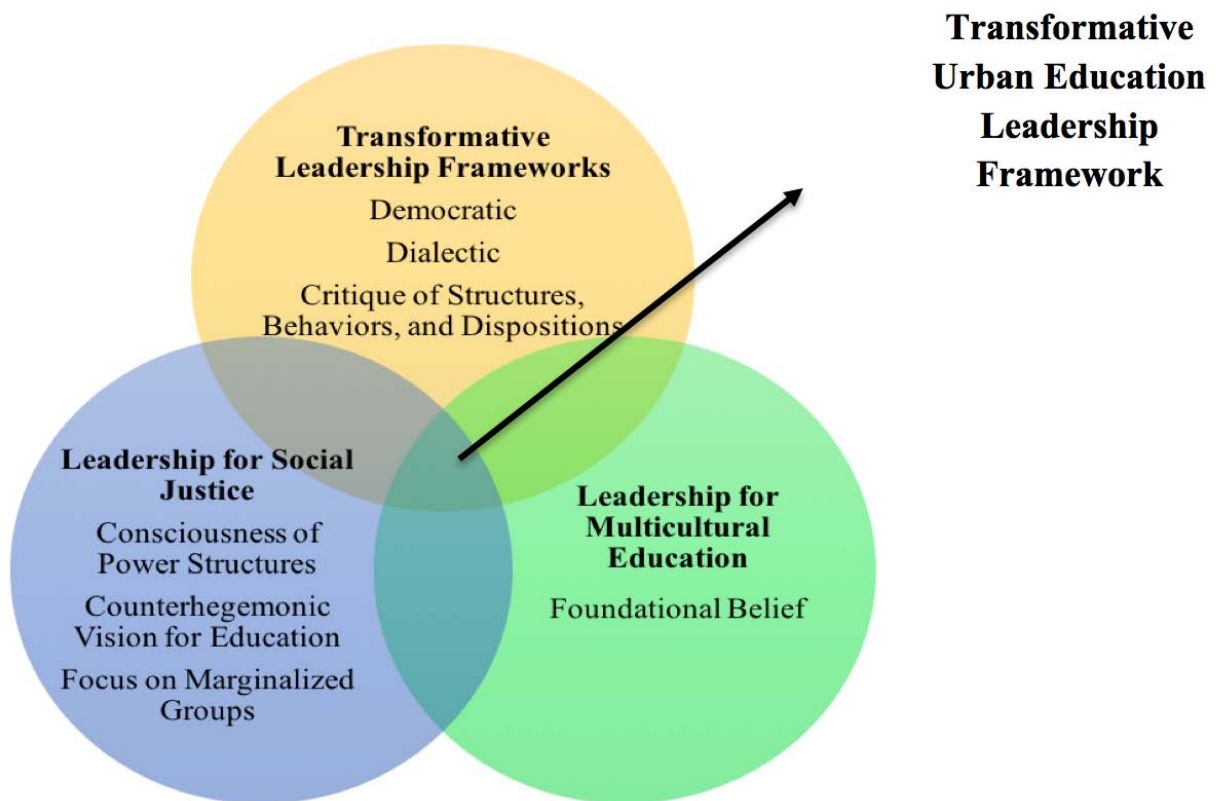 Transformative
Urban Education
Leadership
Framework
Transformative
Leadership Frameworks
Democratic
Dialectic
Critique of Structures,
Behaviors, and Dispositions
Leadership for Social
Justice
Consciousness of
Power Structures
Counterhegemonic
Vision for Education
Focus on Marginalized
Groups
Leadership for
Multicultural
Education
Foundational Belief